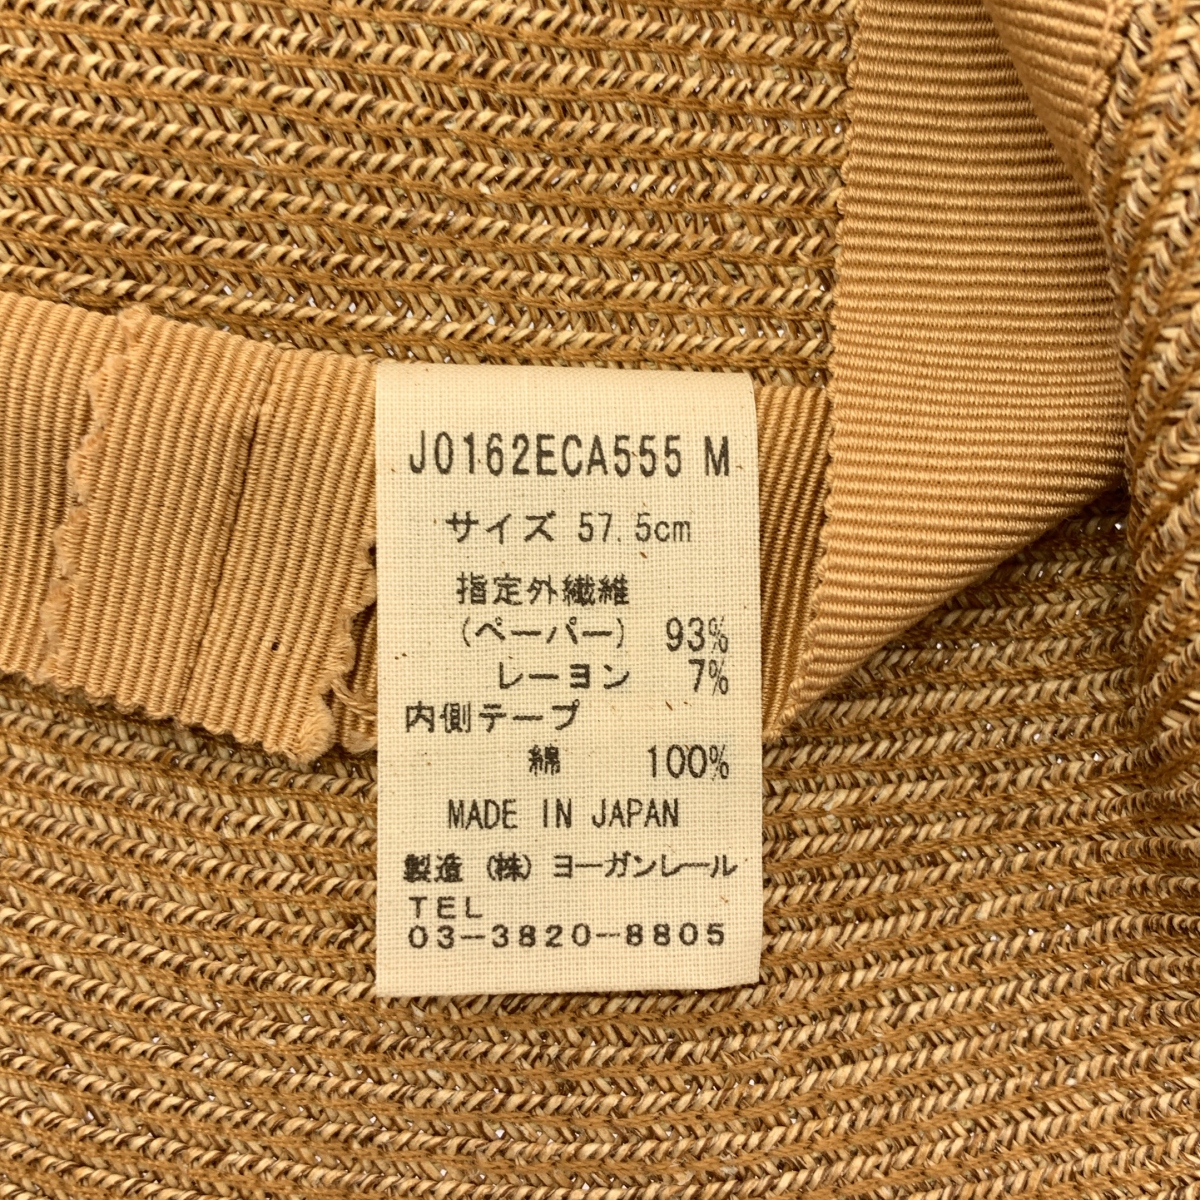 J0162ECA555 M
サイズ 57.5cm
指定外繊維
(ペーパー) 93%
レーヨン 7%
内側テープ
綿 100%
MADE IN JAPAN
製造 (株) ヨーガンレール
TEL
03-3820-8805